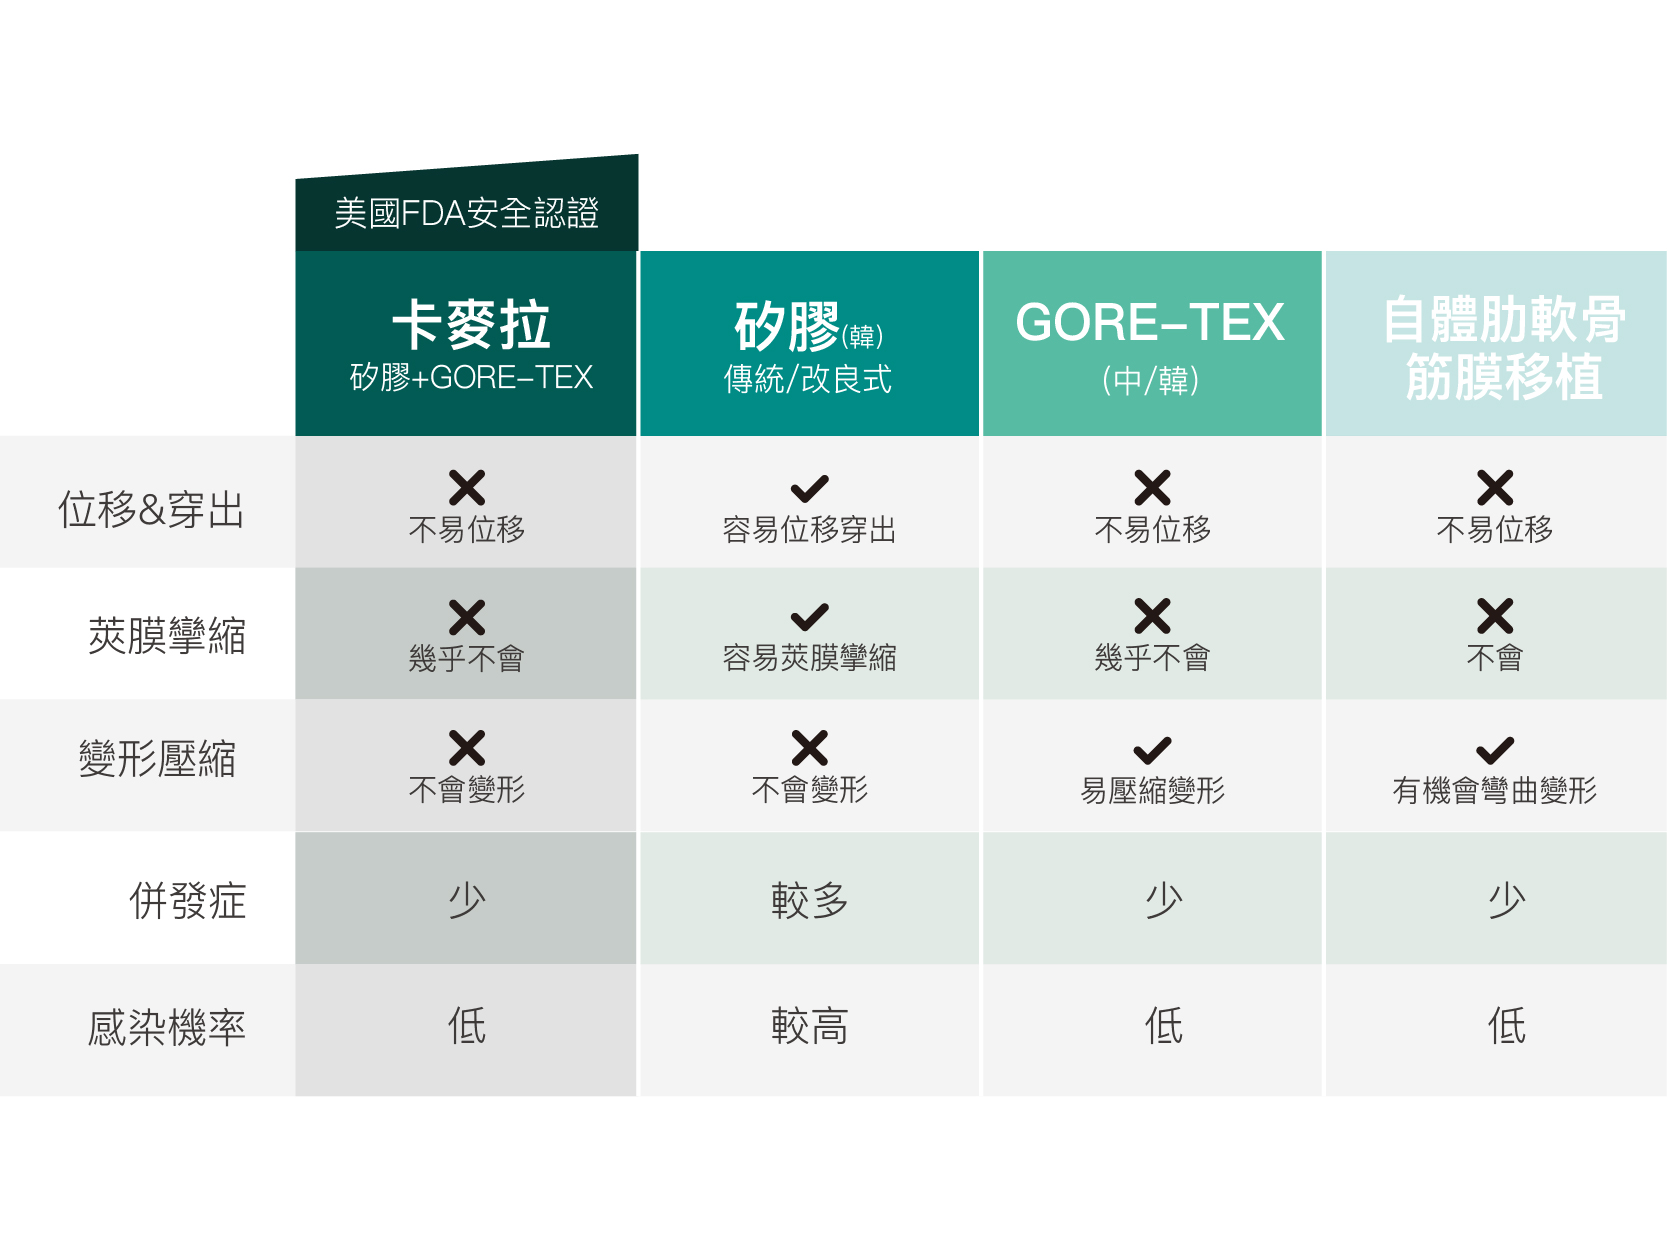 美國FDA安全認證
卡麥拉
矽膠+GORE-TEX
矽膠(韓)
傳統/改良式
GORE-TEX
(中/韓)
自體肋軟骨
筋膜移植
位移&穿出
不易位移
容易位移穿出
不易位移
不易位移
莢膜攣縮
幾乎不會
容易莢膜攣縮
幾乎不會
不會
變形壓縮
不會變形
不會變形
易壓縮變形
有機會彎曲變形
併發症
少
較多
少
少
感染機率
低
較高
低
低